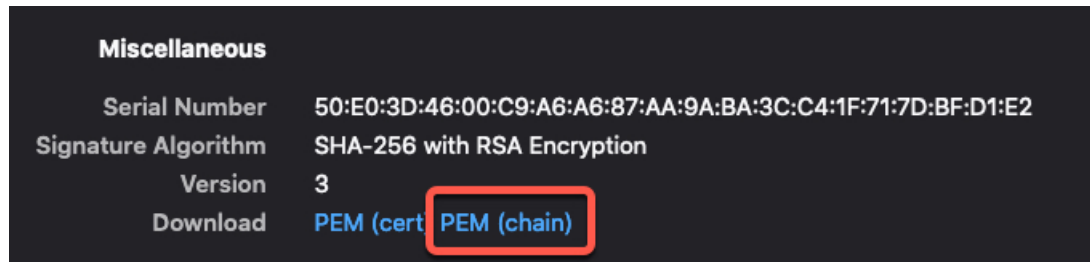 Miscellaneous
Serial Number 50:E0:3D:46:00:C9:A6:A6:87:AA:9A:BA:3C:C4:1F:71:7D:BF:D1:E2
Signature Algorithm SHA-256 with RSA Encryption
Version 3
Download PEM (cert) PEM (chain)